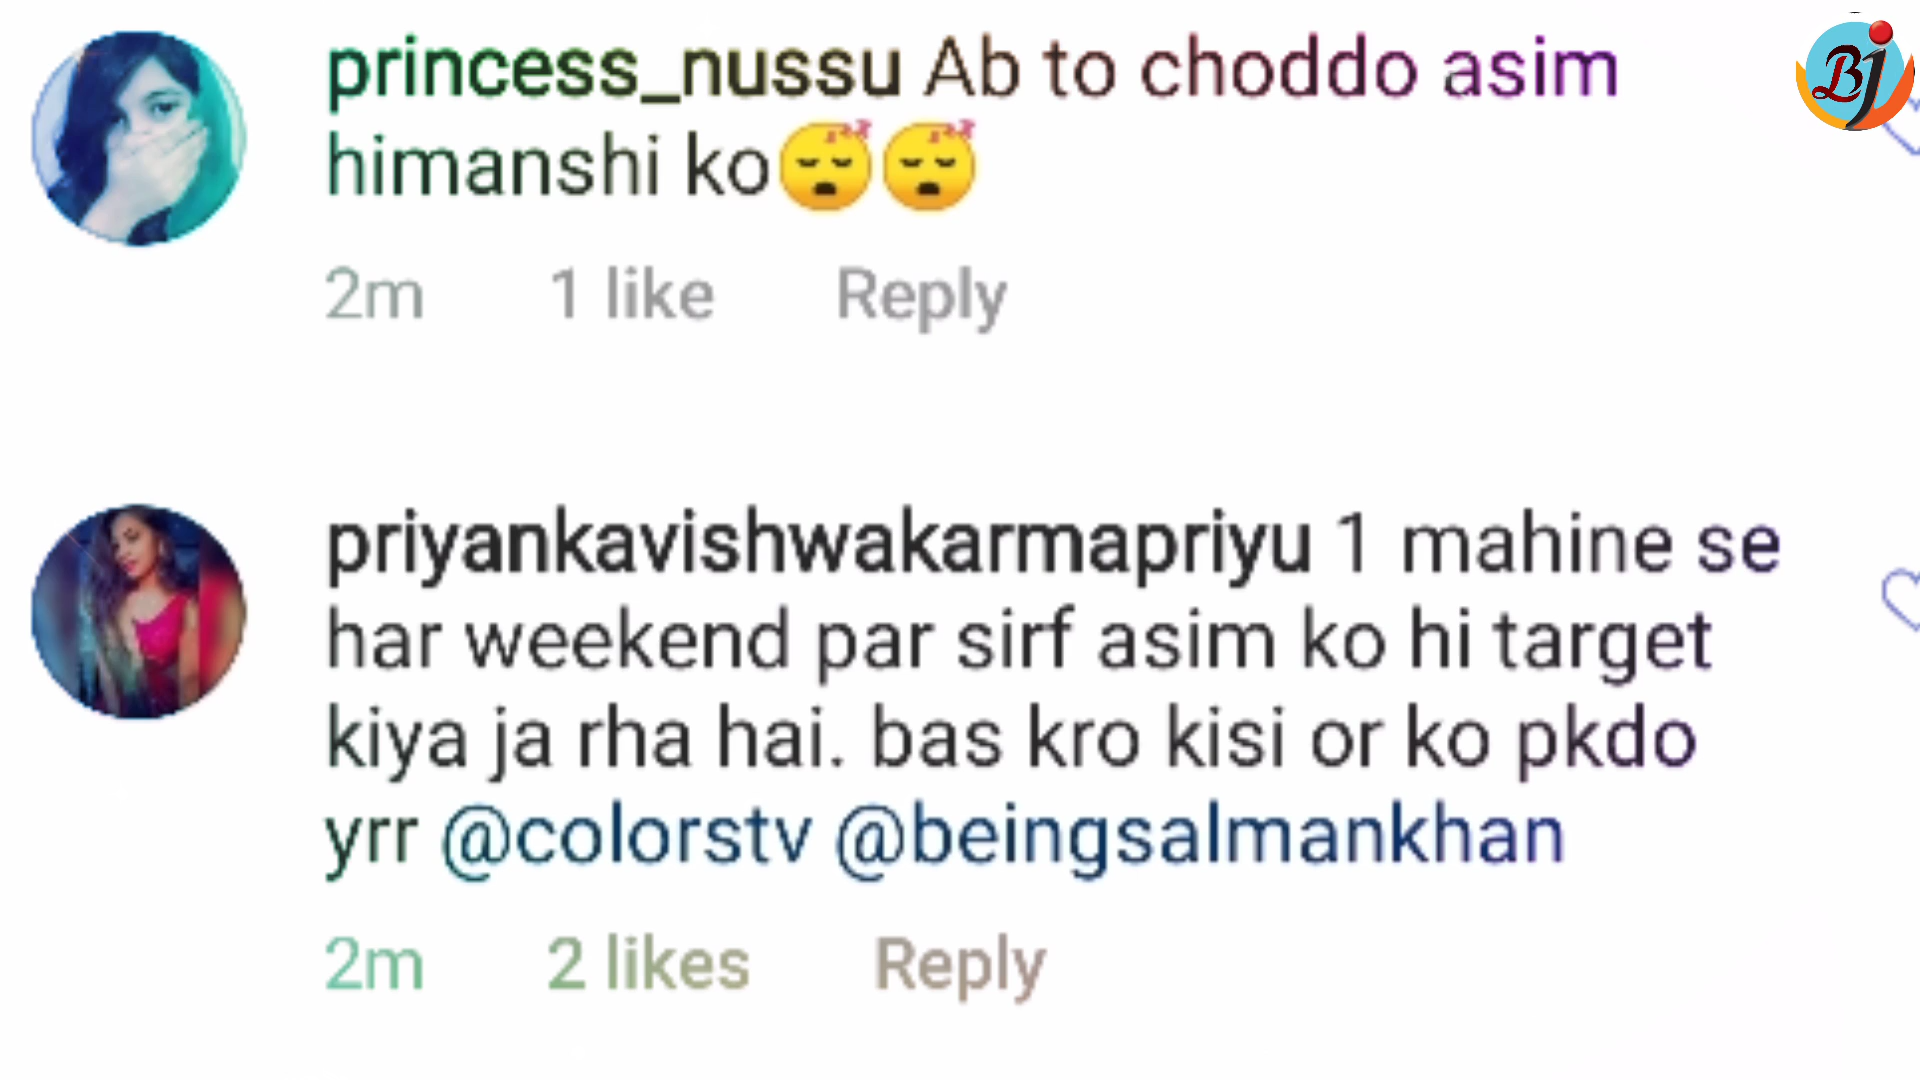 princess_nussu Ab to choddo asim
himanshi ko😴😴
2m 1 like Reply
priyankavishwakarmapriyu 1 mahine se
har weekend par sirf asim ko hi target
kiya ja rha hai. bas kro kisi or ko pkdo
yrr @colorstv @beingsalmankhan
2m 2 likes Reply
BJ